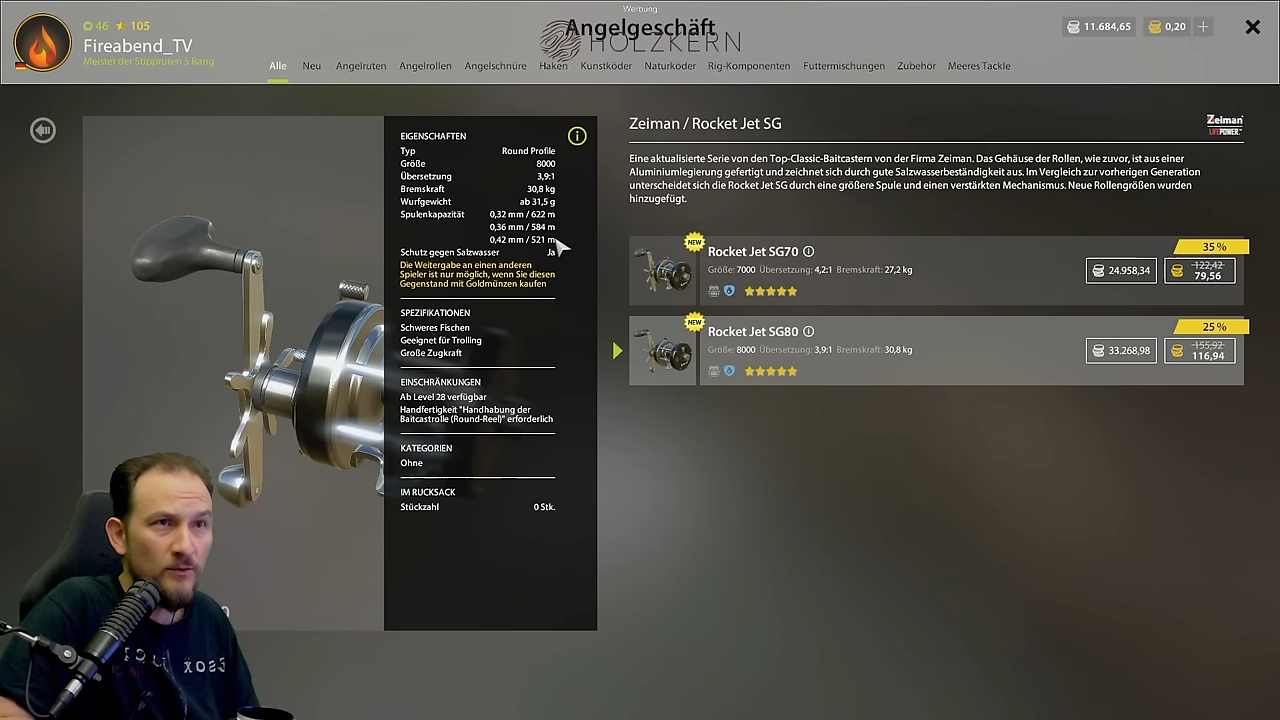 Werbung
Angelgeschäft
HOLZKERN
46 105
Fireabend_TV
Meister der Stippruten 5 Rang
11.684,65
0,20
Alle Neu Angelruten Angelrollen Angelschnüre Haken Kunstköder Naturköder Rig-Komponenten Futtermischungen Zubehör Meeres Tackle
EIGENSCHAFTEN
Typ Round Profile
Größe 8000
Übersetzung 3,9:1
Bremskraft 30,8 kg
Wurfgewicht ab 31,5 g
Spulenkapazität 0,32 mm / 622 m
0,36 mm / 584 m
0,42 mm / 521 m
Schutz gegen Salzwasser Ja
Die Weitergabe an einen anderen
Spieler ist nur möglich, wenn Sie diesen
Gegenstand mit Goldmünzen kaufen
SPEZIFIKATIONEN
Schweres Fischen
Geeignet für Trolling
Große Zugkraft
EINSCHRÄNKUNGEN
Ab Level 28 verfügbar
Handfertigkeit "Handhabung der
Baitcastrolle (Round-Reel)" erforderlich
KATEGORIEN
Ohne
IM RUCKSACK
Stückzahl 0 Stk.
Zeiman / Rocket Jet SG
Zeiman
LIFEPOWER
Eine aktualisierte Serie von den Top-Classic-Baitcastern von der Firma Zeiman. Das Gehäuse der Rollen, wie zuvor, ist aus einer
Aluminiumlegierung gefertigt und zeichnet sich durch gute Salzwasserbeständigkeit aus. Im Vergleich zur vorherigen Generation
unterscheidet sich die Rocket Jet SG durch eine größere Spule und einen verstärkten Mechanismus. Neue Rollengrößen wurden
hinzugefügt.
NEW
Rocket Jet SG70
Größe: 7000 Übersetzung: 4,2:1 Bremskraft: 27,2 kg
35 %
24.958,34
122,42
79,56
NEW
Rocket Jet SG80
Größe: 8000 Übersetzung: 3,9:1 Bremskraft: 30,8 kg
25 %
33.268,98
155,92
116,94